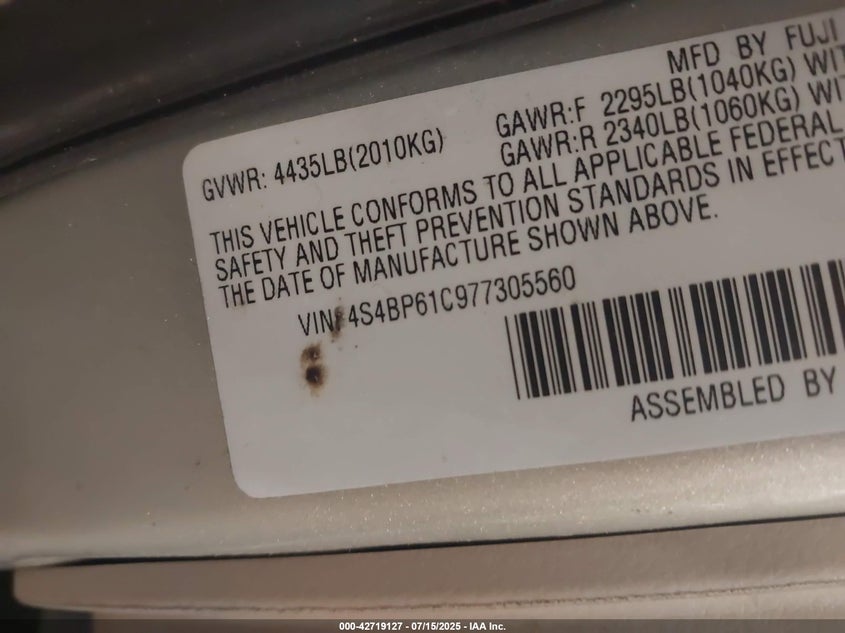 MFD BY FUJI
GVWR: 4435LB(2010KG) GAWR:F 2295LB(1040KG) WIT
GAWR:R 2340LB(1060KG) WIT
THIS VEHICLE CONFORMS TO ALL APPLICABLE FEDERAL
SAFETY AND THEFT PREVENTION STANDARDS IN EFFECT
THE DATE OF MANUFACTURE SHOWN ABOVE.
VIN: 4S4BP61C977305560
ASSEMBLED BY
000-42719127 - 07/15/2025 - IAA Inc.